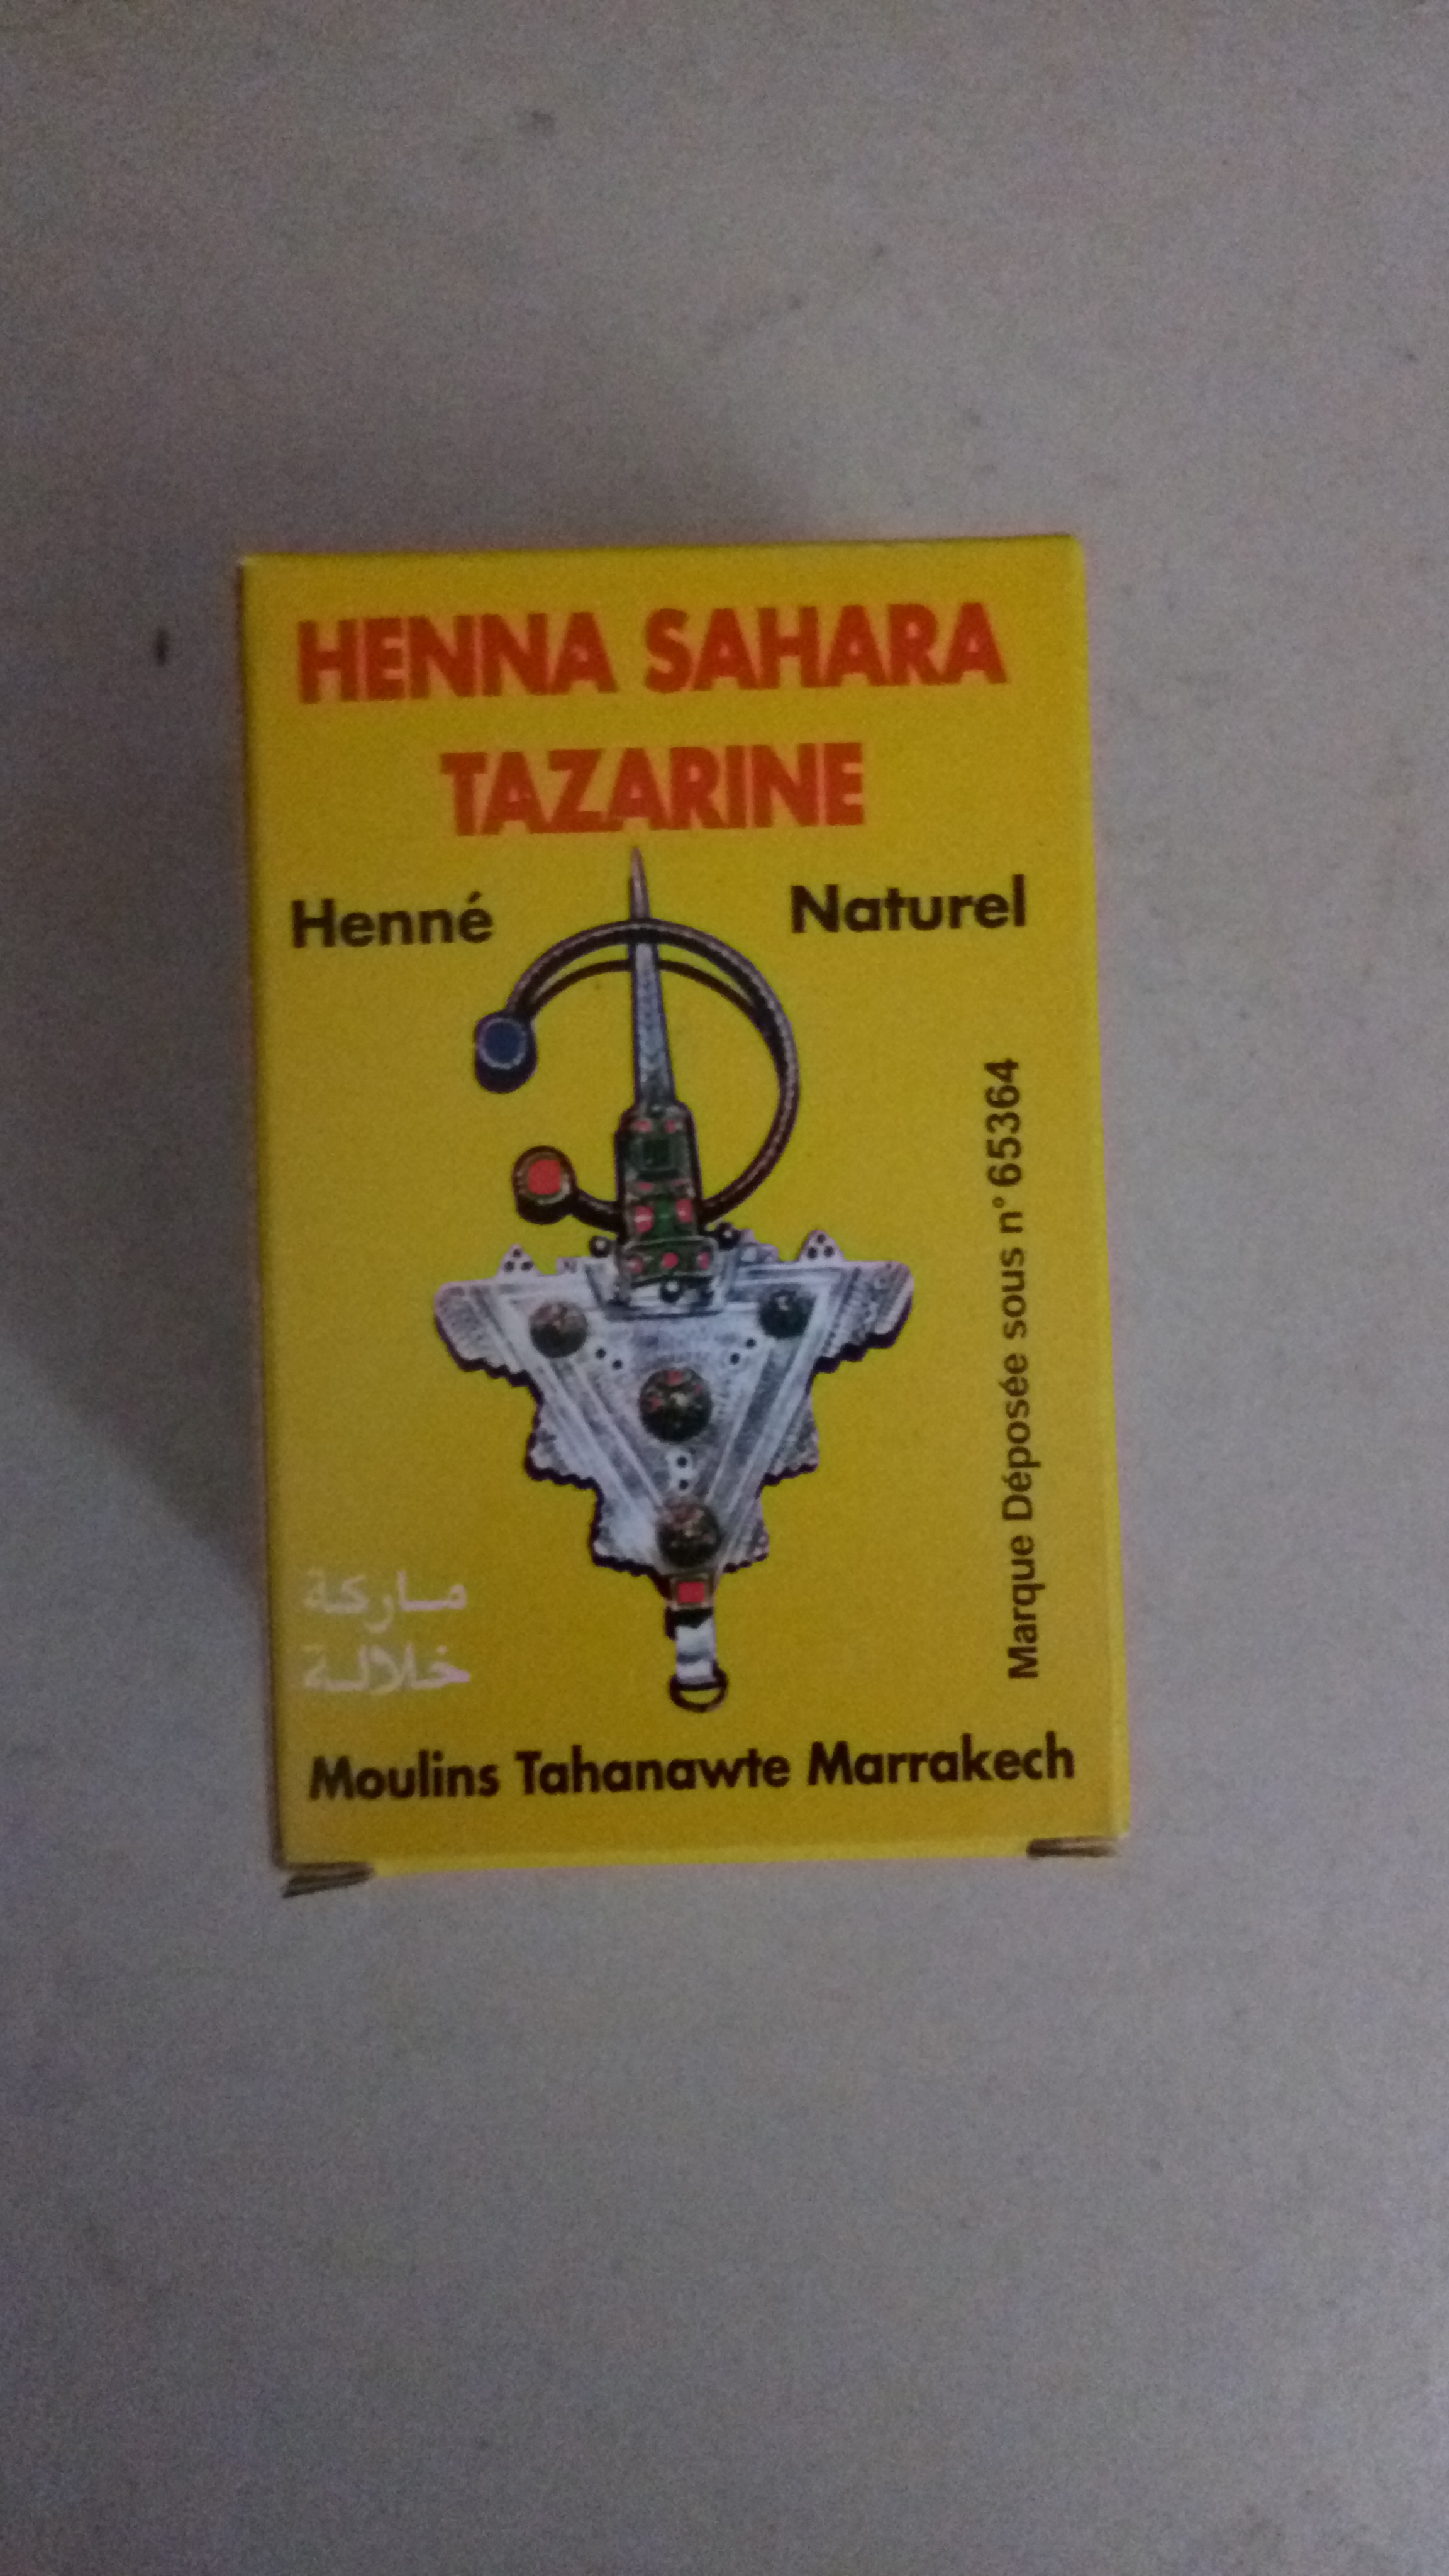 HENNA SAHARA
TAZARINE
Henné Naturel
Marque Déposée sous n° 65364
ماركة
خلالة
Moulins Tahanawte Marrakech